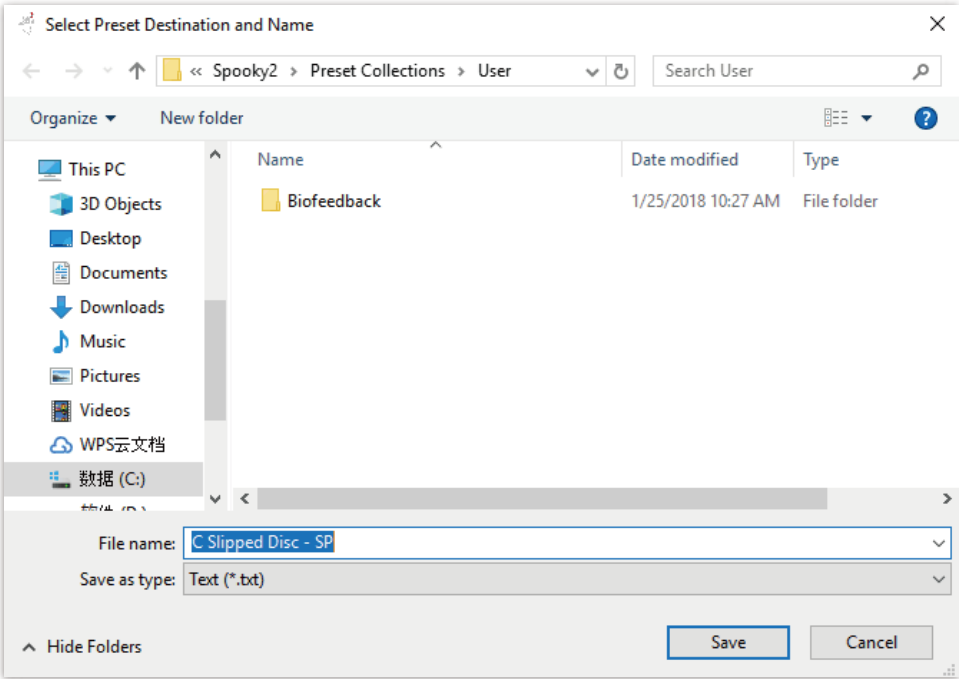 Select Preset Destination and Name
« Spooky2 > Preset Collections > User
Search User
Organize
New folder
?
Name
Date modified
Type
This PC
3D Objects
Desktop
Documents
Downloads
Music
Pictures
Videos
WPS云文档
数据 (C:)
Biofeedback
1/25/2018 10:27 AM
File folder
File name: C Slipped Disc - SP
Save as type: Text (*.txt)
Hide Folders
Save
Cancel